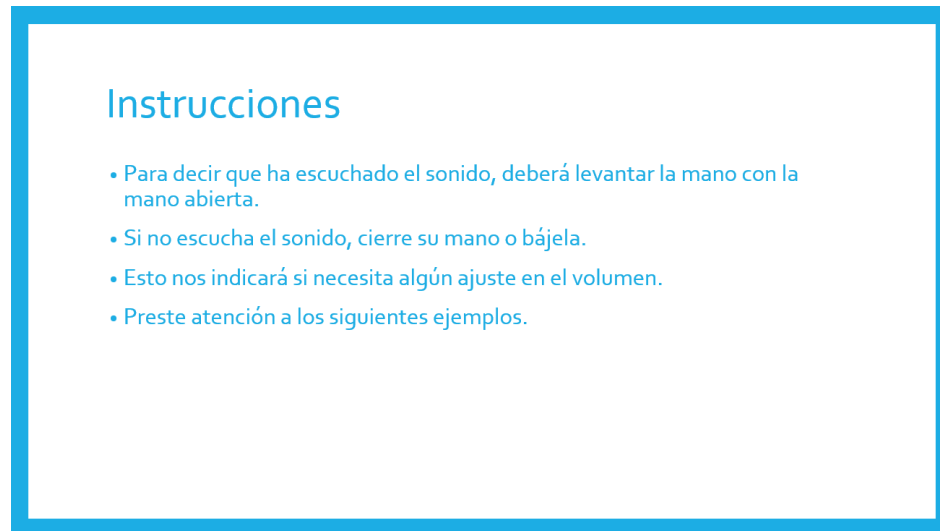 Instrucciones
• Para decir que ha escuchado el sonido, deberá levantar la mano con la
mano abierta.
• Si no escucha el sonido, cierre su mano o bájela.
• Esto nos indicará si necesita algún ajuste en el volumen.
• Preste atención a los siguientes ejemplos.